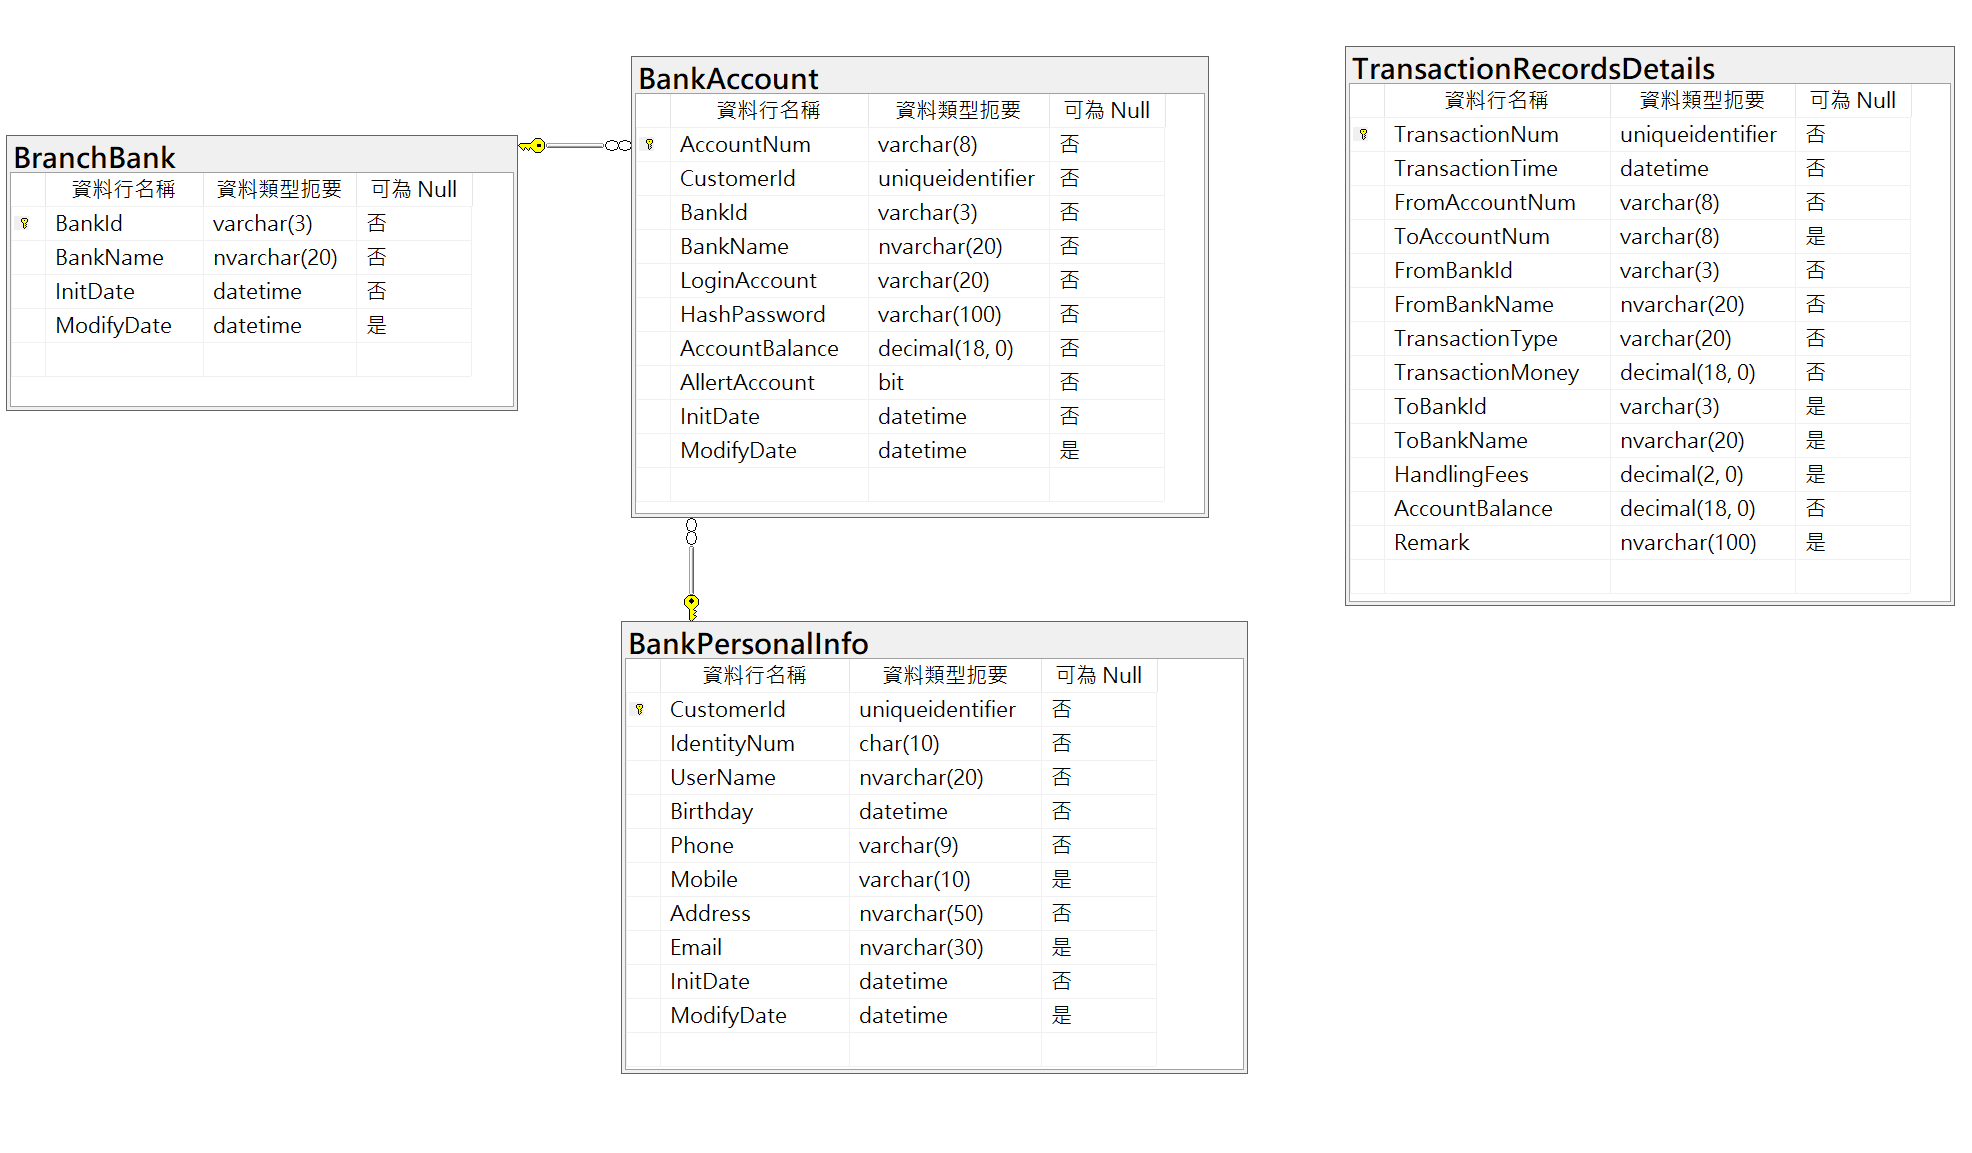 BranchBank
資料行名稱 資料類型扼要 可為 Null
BankId varchar(3) 否
BankName nvarchar(20) 否
InitDate datetime 否
ModifyDate datetime 是
BankAccount
資料行名稱 資料類型扼要 可為 Null
AccountNum varchar(8) 否
CustomerId uniqueidentifier 否
BankId varchar(3) 否
BankName nvarchar(20) 否
LoginAccount varchar(20) 否
HashPassword varchar(100) 否
AccountBalance decimal(18, 0) 否
AllertAccount bit 否
InitDate datetime 否
ModifyDate datetime 是
BankPersonalInfo
資料行名稱 資料類型扼要 可為 Null
CustomerId uniqueidentifier 否
IdentityNum char(10) 否
UserName nvarchar(20) 否
Birthday datetime 否
Phone varchar(9) 否
Mobile varchar(10) 是
Address nvarchar(50) 否
Email nvarchar(30) 是
InitDate datetime 否
ModifyDate datetime 是
TransactionRecordsDetails
資料行名稱 資料類型扼要 可為 Null
TransactionNum uniqueidentifier 否
TransactionTime datetime 否
FromAccountNum varchar(8) 否
ToAccountNum varchar(8) 是
FromBankId varchar(3) 否
FromBankName nvarchar(20) 否
TransactionType varchar(20) 否
TransactionMoney decimal(18, 0) 否
ToBankId varchar(3) 是
ToBankName nvarchar(20) 是
HandlingFees decimal(2, 0) 是
AccountBalance decimal(18, 0) 否
Remark nvarchar(100) 是